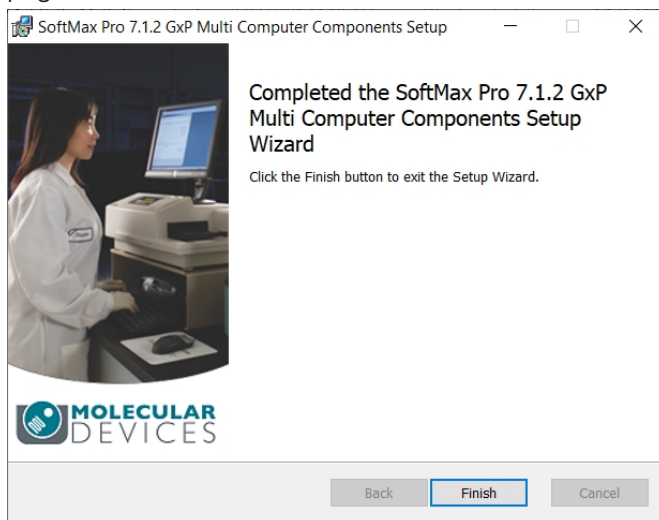 SoftMax Pro 7.1.2 GxP Multi Computer Components Setup
Completed the SoftMax Pro 7.1.2 GxP
Multi Computer Components Setup
Wizard
Click the Finish button to exit the Setup Wizard.
MOLECULAR
DEVICES
Back
Finish
Cancel